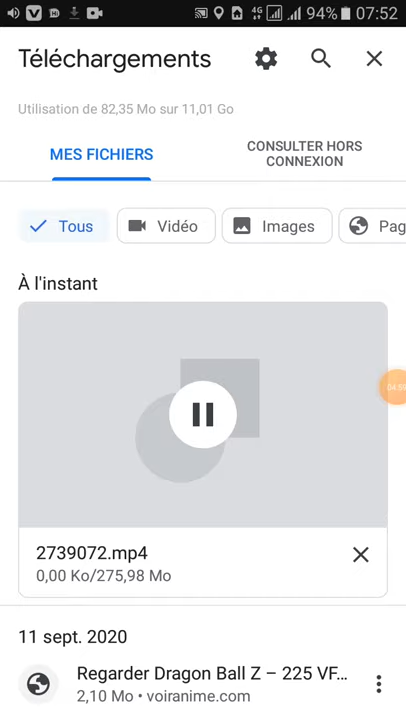 94% 07:52
Téléchargements
Utilisation de 82,35 Mo sur 11,01 Go
MES FICHIERS
CONSULTER HORS
CONNEXION
Tous
Vidéo
Images
Pag
À l'instant
2739072.mp4
0,00 Ko/275,98 Mo
11 sept. 2020
Regarder Dragon Ball Z – 225 VF...
2,10 Mo • voiranime.com